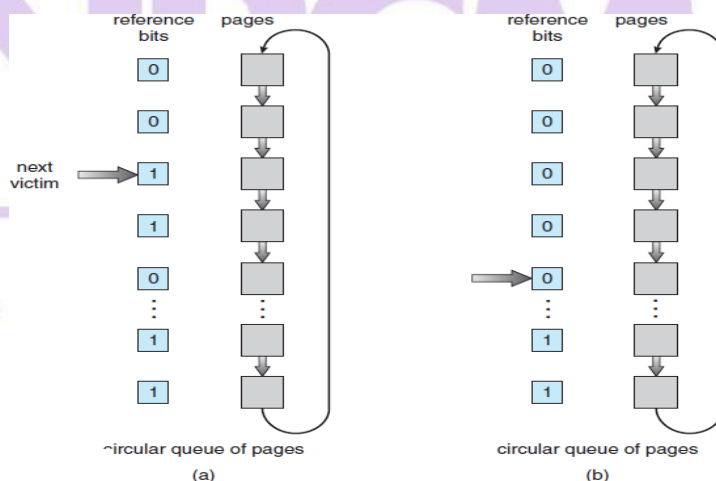 reference
bits
pages
0
0
next
victim
1
1
0
1
1
circular queue of pages
(a)
reference
bits
pages
0
0
0
0
0
1
1
circular queue of pages
(b)